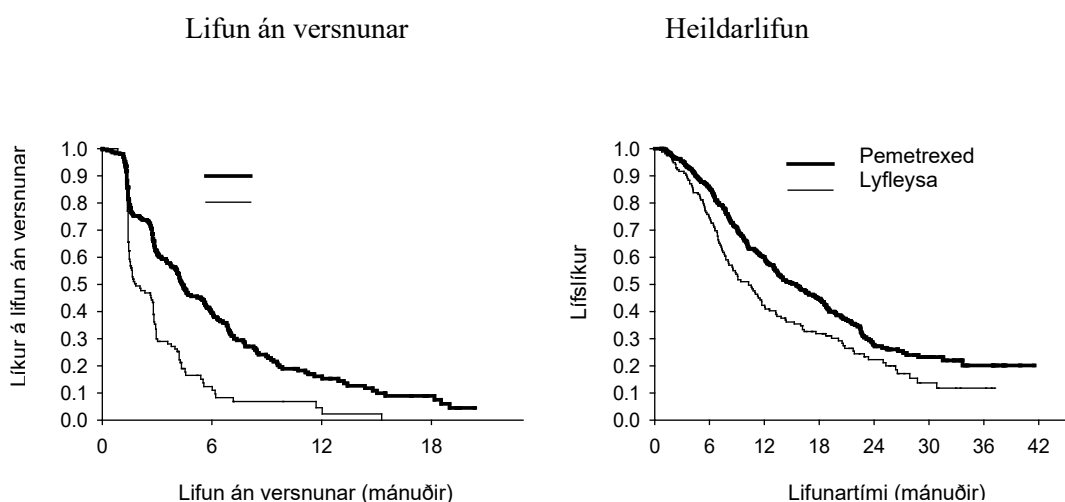 Lifun án versnunar
Heildarlifun
Líkur á lifun án versnunar
1.0
0.9
0.8
0.7
0.6
0.5
0.4
0.3
0.2
0.1
0.0
0 6 12 18
Lifun án versnunar (mánuðir)
Lífslíkur
1.0
0.9
0.8
0.7
0.6
0.5
0.4
0.3
0.2
0.1
0.0
Pemetrexed
Lyfleysa
0 6 12 18 24 30 36 42
Lifunartími (mánuðir)